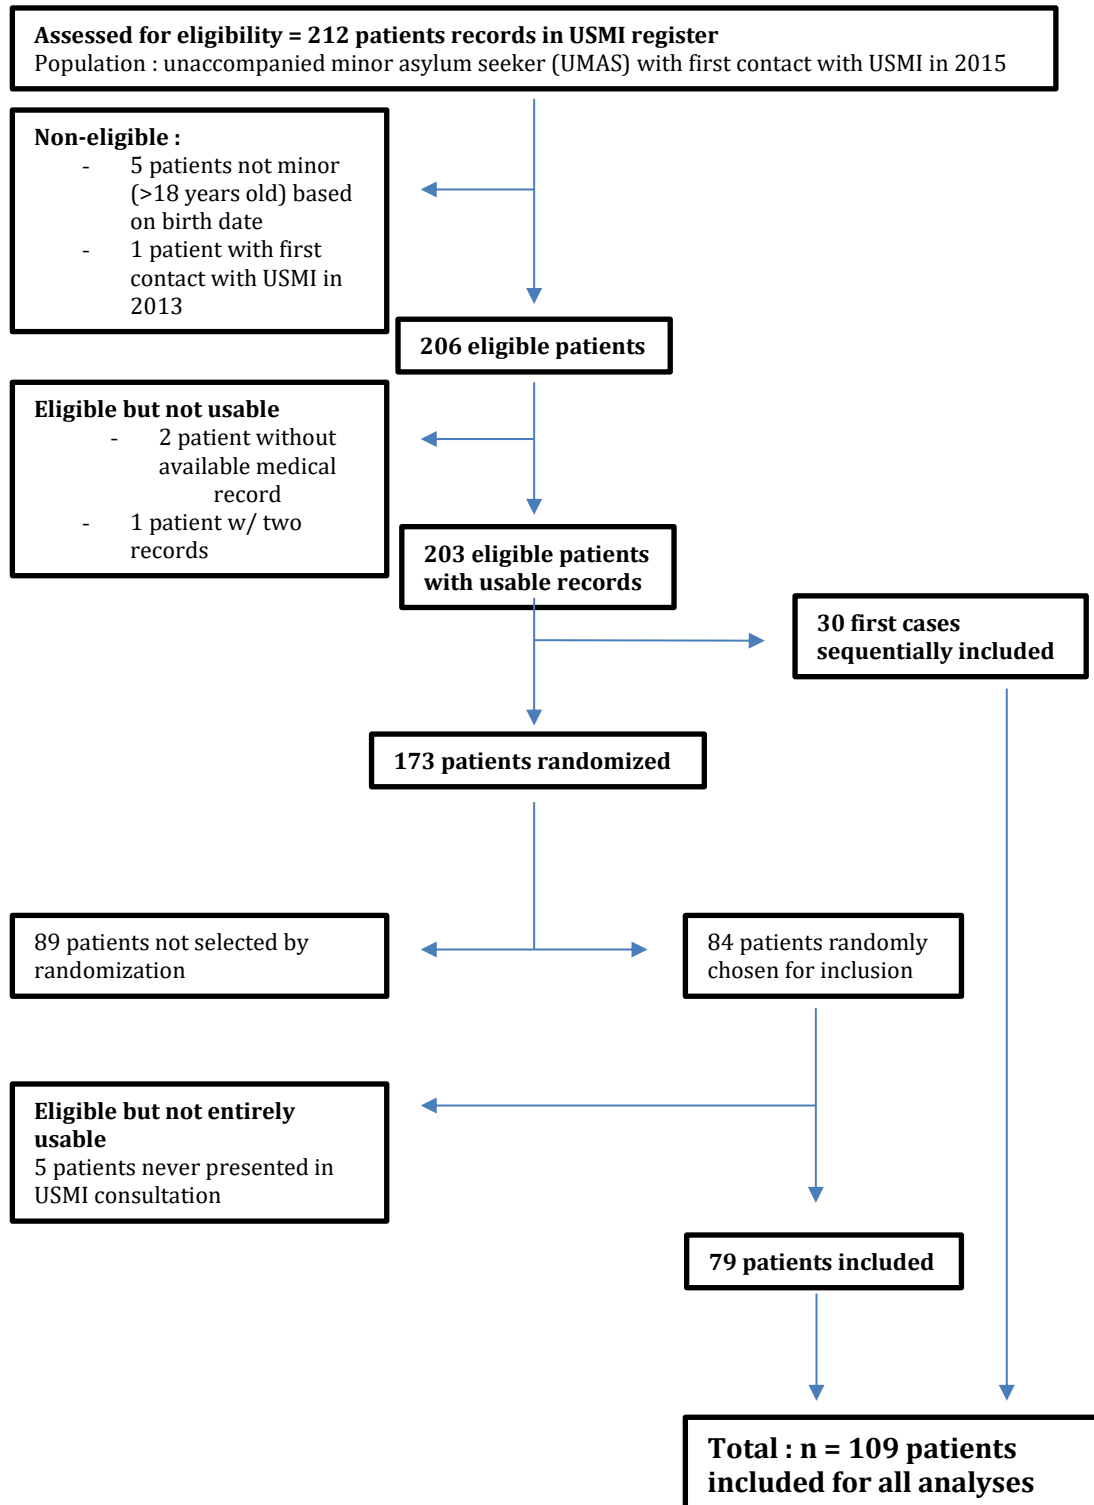 Assessed for eligibility = 212 patients records in USMI register
Population : unaccompanied minor asylum seeker (UMAS) with first contact with USMI in 2015
Non-eligible :
- 5 patients not minor
(>18 years old) based
on birth date
- 1 patient with first
contact with USMI in
2013
206 eligible patients
Eligible but not usable
- 2 patient without
available medical
record
- 1 patient w/ two
records
203 eligible patients
with usable records
30 first cases
sequentially included
173 patients randomized
89 patients not selected by
randomization
84 patients randomly
chosen for inclusion
Eligible but not entirely
usable
5 patients never presented in
USMI consultation
79 patients included
Total : n = 109 patients
included for all analyses